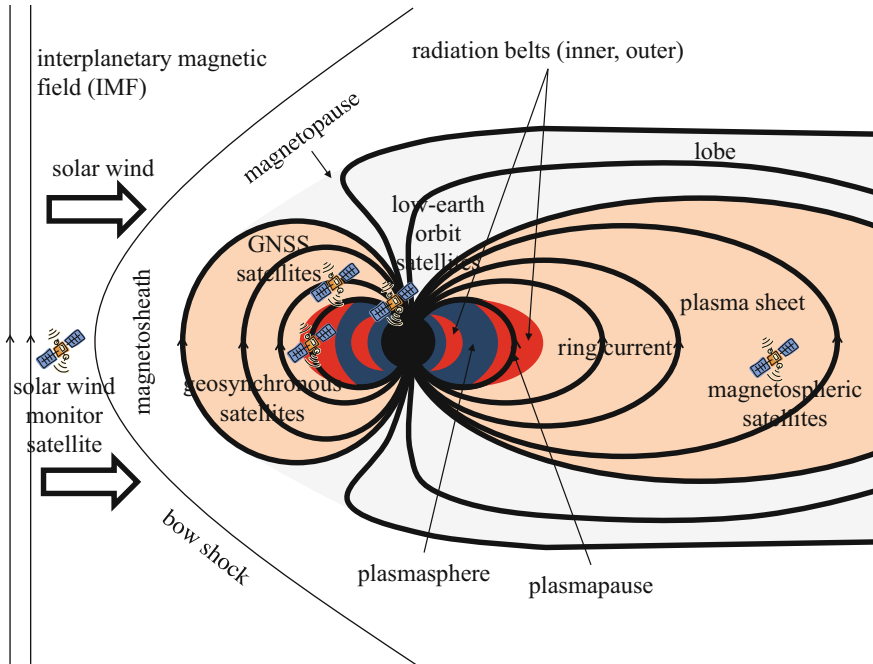 radiation belts (inner, outer)
interplanetary magnetic
field (IMF)
magnetopause
solar wind
lobe
low-earth
orbit
satellites
GNSS
satellites
magnetosheath
plasma sheet
ring current
solar wind
monitor
satellite
geosynchronous
satellites
magnetospheric
satellites
bow shock
plasmasphere
plasmapause